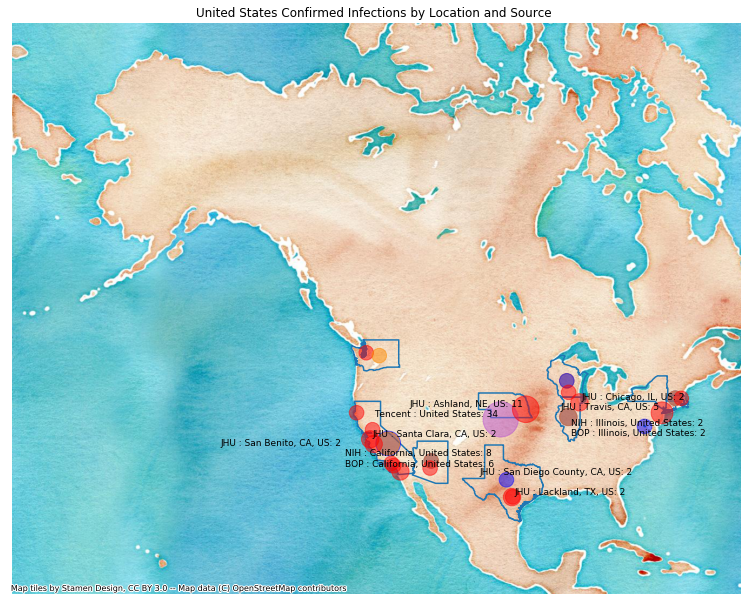 United States Confirmed Infections by Location and Source
JHU : Chicago, IL, US: 2
JHU : Ashland, NE, US: 11
JHU : Travis, CA, US: 5
Tencent : United States: 34
NIH : Illinois, United States: 2
JHU : Santa Clara, CA, US: 2
BOP : Illinois, United States: 2
JHU : San Benito, CA, US: 2
NIH : California, United States: 8
BOP : California, United States: 6
JHU : San Diego County, CA, US: 2
JHU : Lackland, TX, US: 2
Map tiles by Stamen Design, CC BY 3.0 -- Map data (C) OpenStreetMap contributors